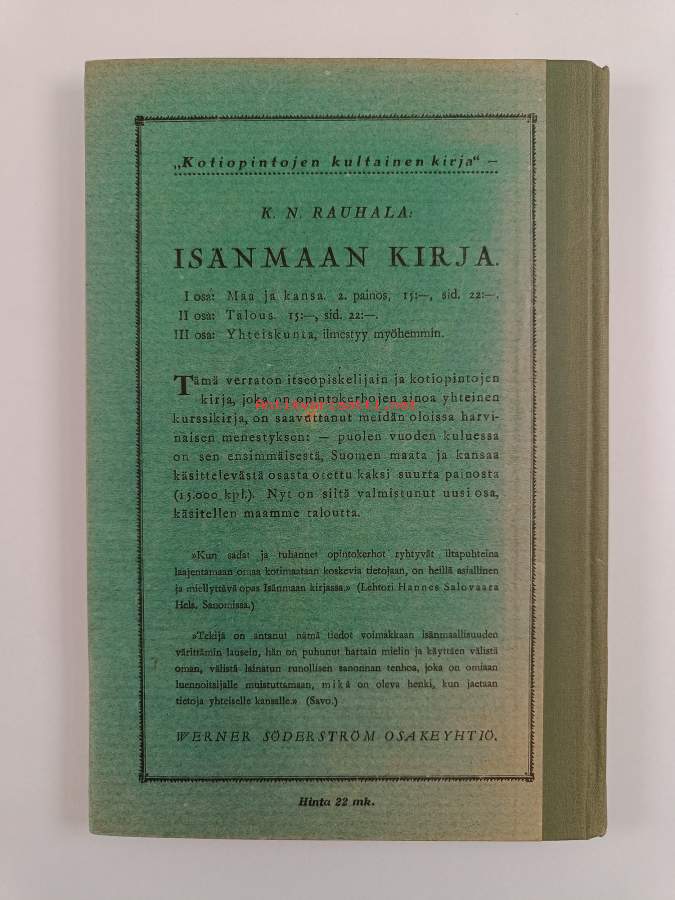 „Kotiopintojen kultainen kirja“ –
K. N. RAUHALA:
ISÄNMAAN KIRJA.
I osa: Maa ja kansa. 2. painos, 15:—, sid. 22:—.
II osa: Talous. 15:—, sid. 22:—.
III osa: Yhteiskunta, ilmestyy myöhemmin.
Tämä verraton itseopiskelijain ja kotiopintojen
kirja, joka on opintokerhojen ainoa yhteinen
kurssikirja, on saavuttanut meidän oloissa harvi-
naisen menestyksen: — puolen vuoden kuluessa
on sen ensimmäisestä, Suomen maata ja kansaa
käsittelevästä osasta otettu kaksi suurta painosta
(15.000 kpl.). Nyt on siitä valmistunut uusi osa,
käsitellen maamme taloutta.
»Kun sadat ja tuhannet opintokerhot ryhtyvät iltapuhteina
laajentamaan omaa kotimaataan koskevia tietojaan, on heillä asiallinen
ja miellyttävä opas Isänmaan kirjassa.» (Lehtori Hannes Salovaara
Hels. Sanomissa.)
»Tekijä on antanut nämä tiedot voimakkaan isänmaallisuuden
värittämin lausein, hän on puhunut hartain mielin ja käyttäen välistä
oman, välistä lainatun runollisen sanonnan tenhoa, joka on omiaan
luennoitsijalle muistuttamaan, mikä on oleva henki, kun jaetaan
tietoja yhteiselle kansalle.» (Savo.)
WERNER SÖDERSTRÖM OSAKEYHTIÖ.
Hinta 22 mk.